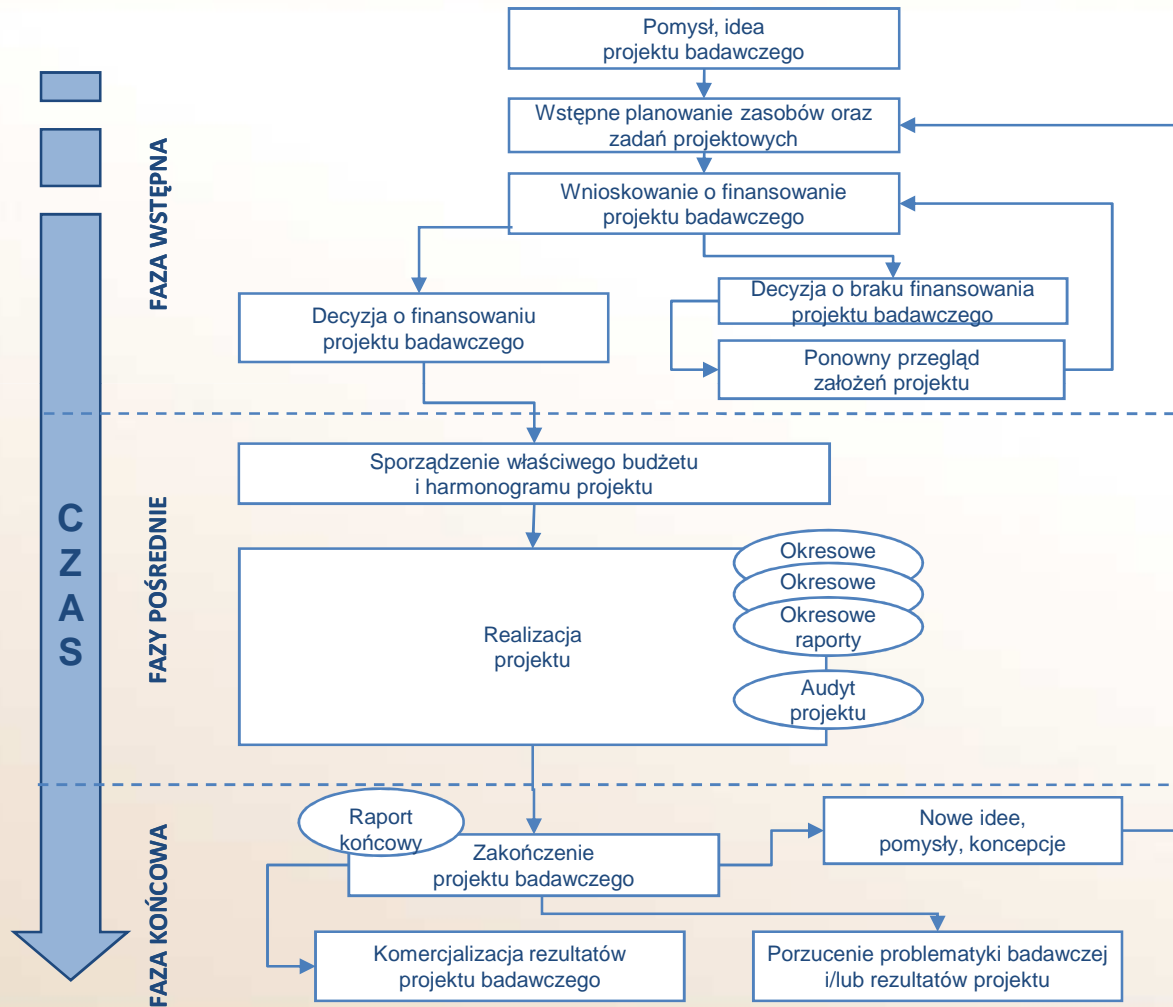 Pomysł, idea
projektu badawczego
Wstępne planowanie zasobów oraz
zadań projektowych
Wnioskowanie o finansowanie
projektu badawczego
FAZA WSTĘPNA
Decyzja o finansowaniu
projektu badawczego
Decyzja o braku finansowania
projektu badawczego
Ponowny przegląd
założeń projektu
C
Z
A
S
FAZY POŚREDNIE
Sporządzenie właściwego budżetu
i harmonogramu projektu
Realizacja
projektu
Okresowe
Okresowe
Okresowe
raporty
Audyt
projektu
FAZA KOŃCOWA
Raport
końcowy
Zakończenie
projektu badawczego
Nowe idee,
pomysły, koncepcje
Komercjalizacja rezultatów
projektu badawczego
Porzucenie problematyki badawczej
i/lub rezultatów projektu